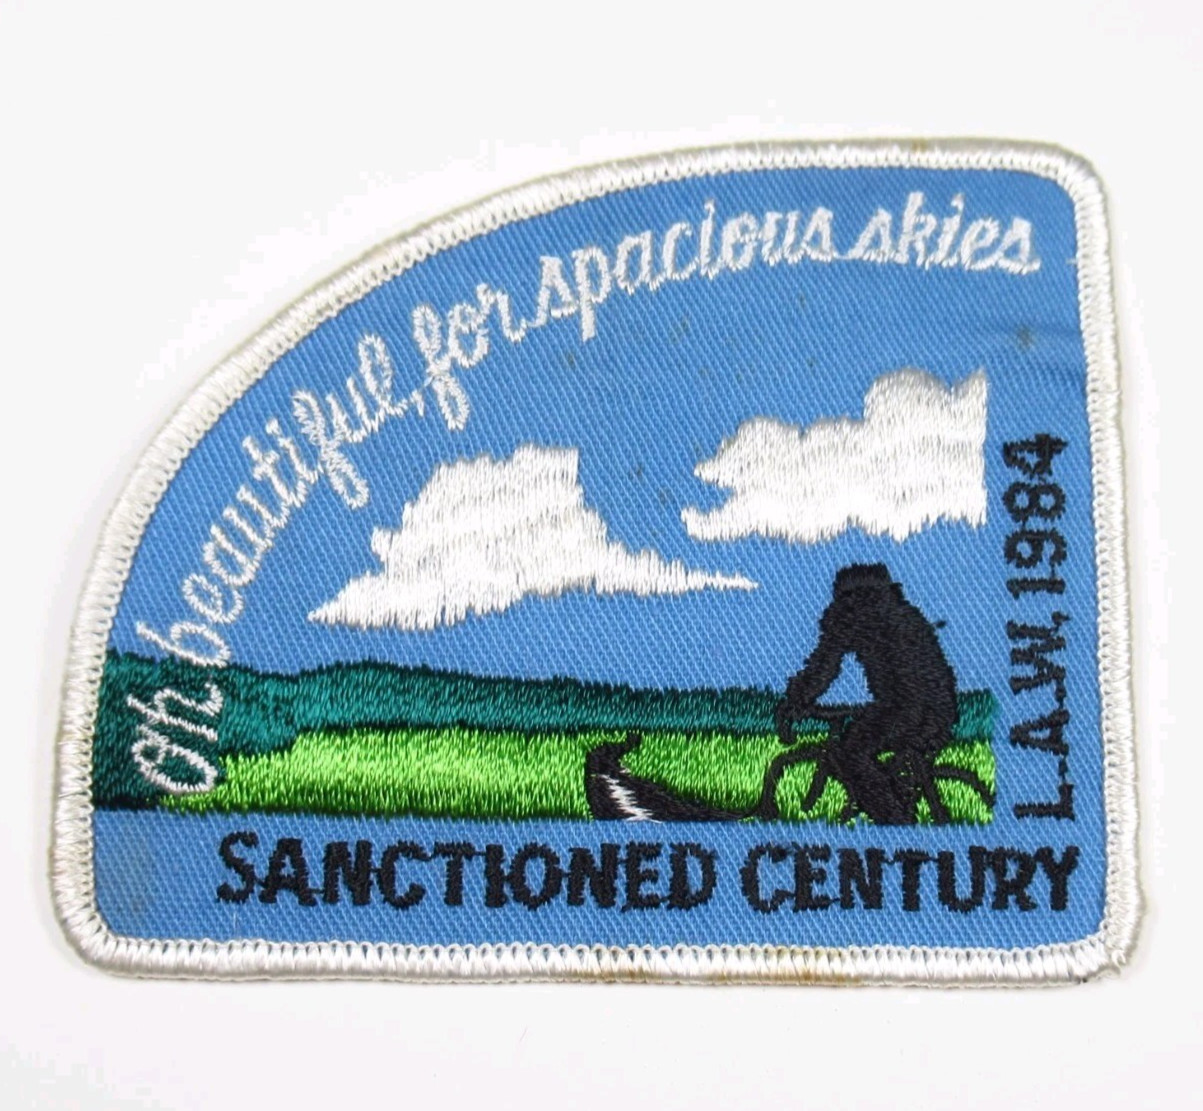 Oh beautiful, for spacious skies
L.A.W. 1984
SANCTIONED CENTURY